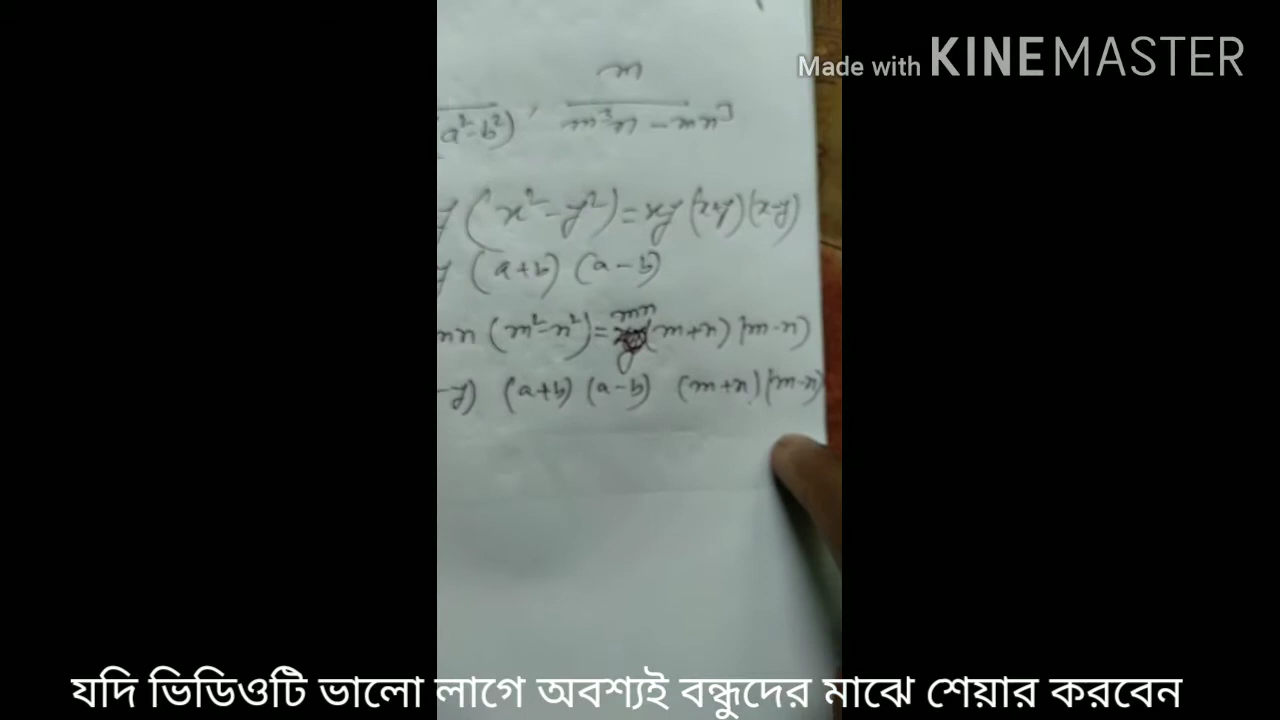 Made with KINEMASTER
m
a²-b²) , m³n - mn³
y (x²-y²) = xy (x+y)(x-y)
y (a+b) (a-b)
mn (m²-n²) = mn (m+n) (m-n)
-y) (a+b) (a-b) (m+n)(m-n)
যদি ভিডিওটি ভালো লাগে অবশ্যই বন্ধুদের মাঝে শেয়ার করবেন